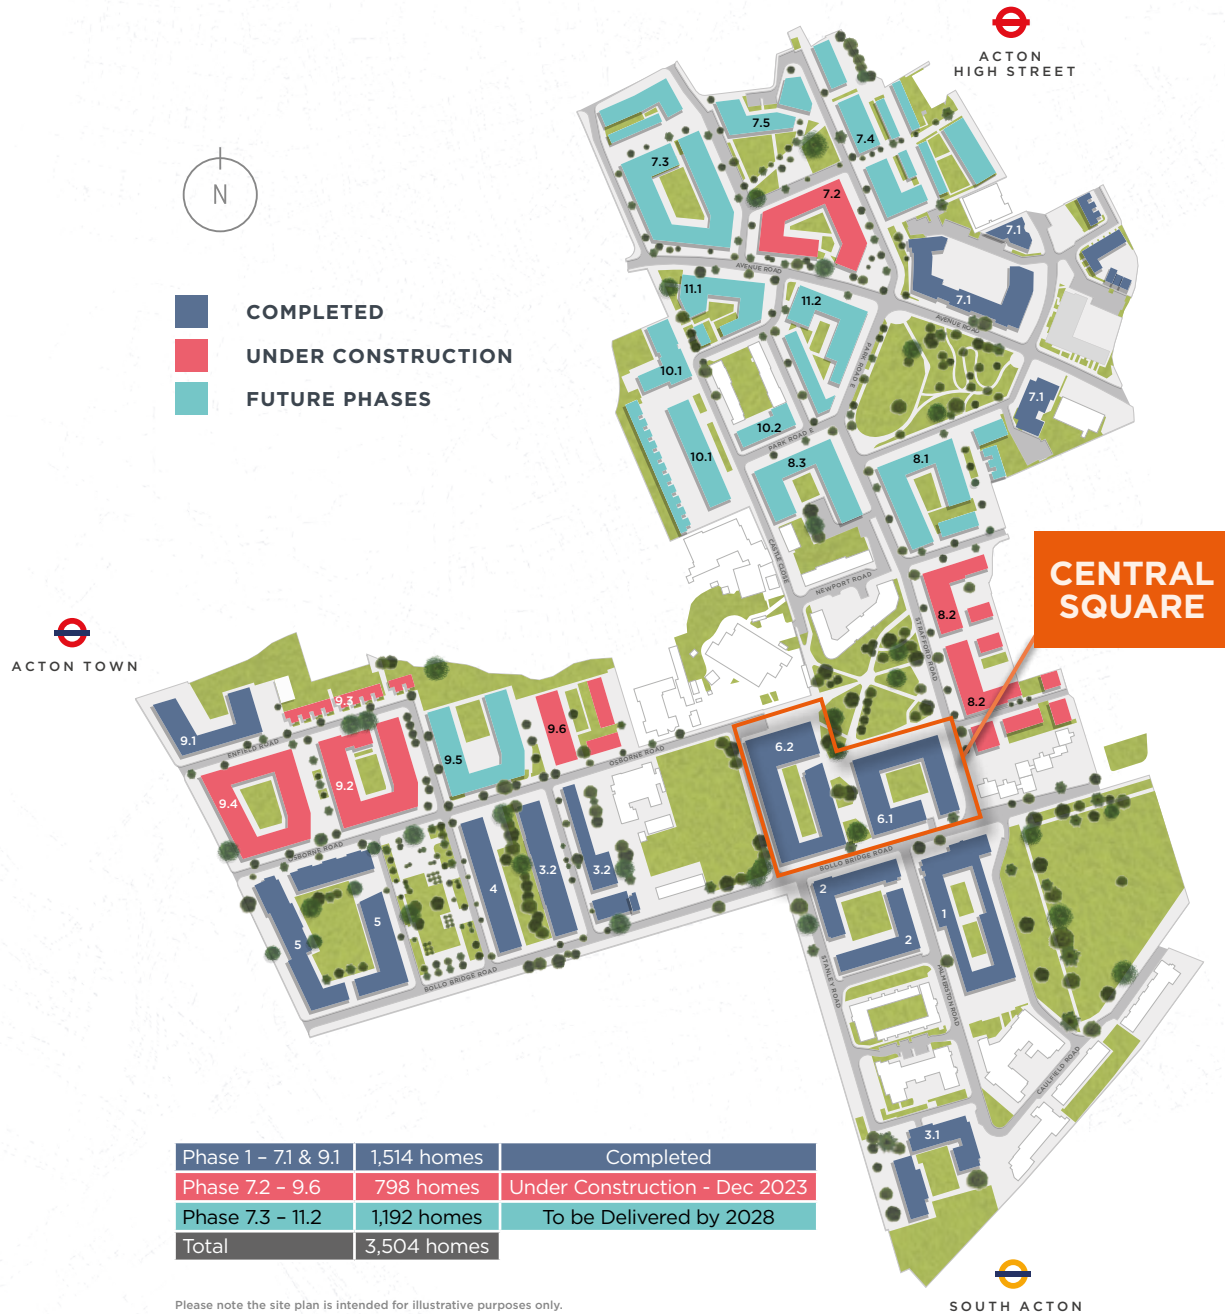 ACTON
HIGH STREET
N
COMPLETED
UNDER CONSTRUCTION
FUTURE PHASES
7.5
7.4
7.3
7.2
7.1
AVENUE ROAD
11.1
11.2
7.1
AVENUE ROAD
PARK ROAD E
10.1
7.1
10.2
PARK ROAD E
10.1
8.3
8.1
CASTLE CLOSE
NEWPORT ROAD
CENTRAL
SQUARE
8.2
STRAFFORD ROAD
ACTON TOWN
9.3
8.2
9.1
ENFIELD ROAD
9.6
9.5
OSBORNE ROAD
6.2
9.2
9.4
6.1
OSBORNE ROAD
BOLLO BRIDGE ROAD
4
3.2
3.2
2
1
5
5
2
BOLLO BRIDGE ROAD
STANLEY ROAD
PALMERSTON ROAD
CAULFIELD ROAD
3.1
Phase 1 – 7.1 & 9.1 1,514 homes Completed
Phase 7.2 – 9.6 798 homes Under Construction - Dec 2023
Phase 7.3 – 11.2 1,192 homes To be Delivered by 2028
Total 3,504 homes
Please note the site plan is intended for illustrative purposes only.
SOUTH ACTON